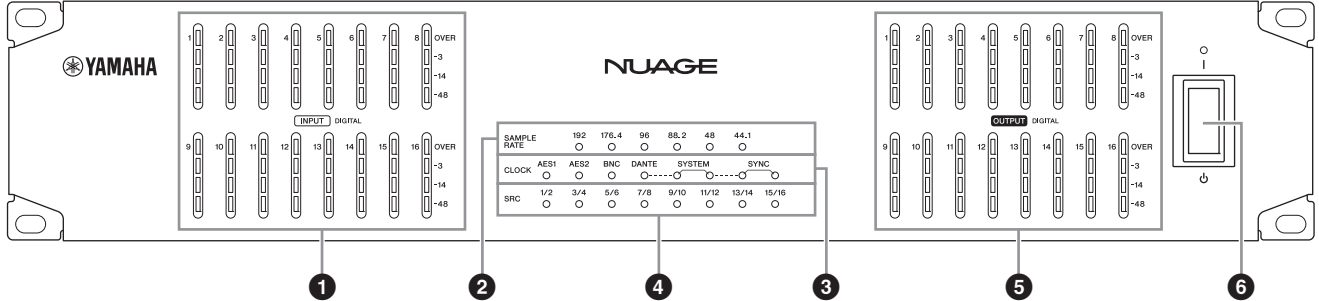 1 2 3 4 5 6 7 8 OVER
-3
-14
-48
INPUT DIGITAL
9 10 11 12 13 14 15 16 OVER
-3
-14
-48
YAMAHA
NUAGE
SAMPLE RATE 192 176.4 96 88.2 48 44.1
CLOCK AES1 AES2 BNC DANTE SYSTEM SYNC
SRC 1/2 3/4 5/6 7/8 9/10 11/12 13/14 15/16
1 2 3 4 5 6 7 8 OVER
-3
-14
-48
OUTPUT DIGITAL
9 10 11 12 13 14 15 16 OVER
-3
-14
-48
1 2 4 3 5 6